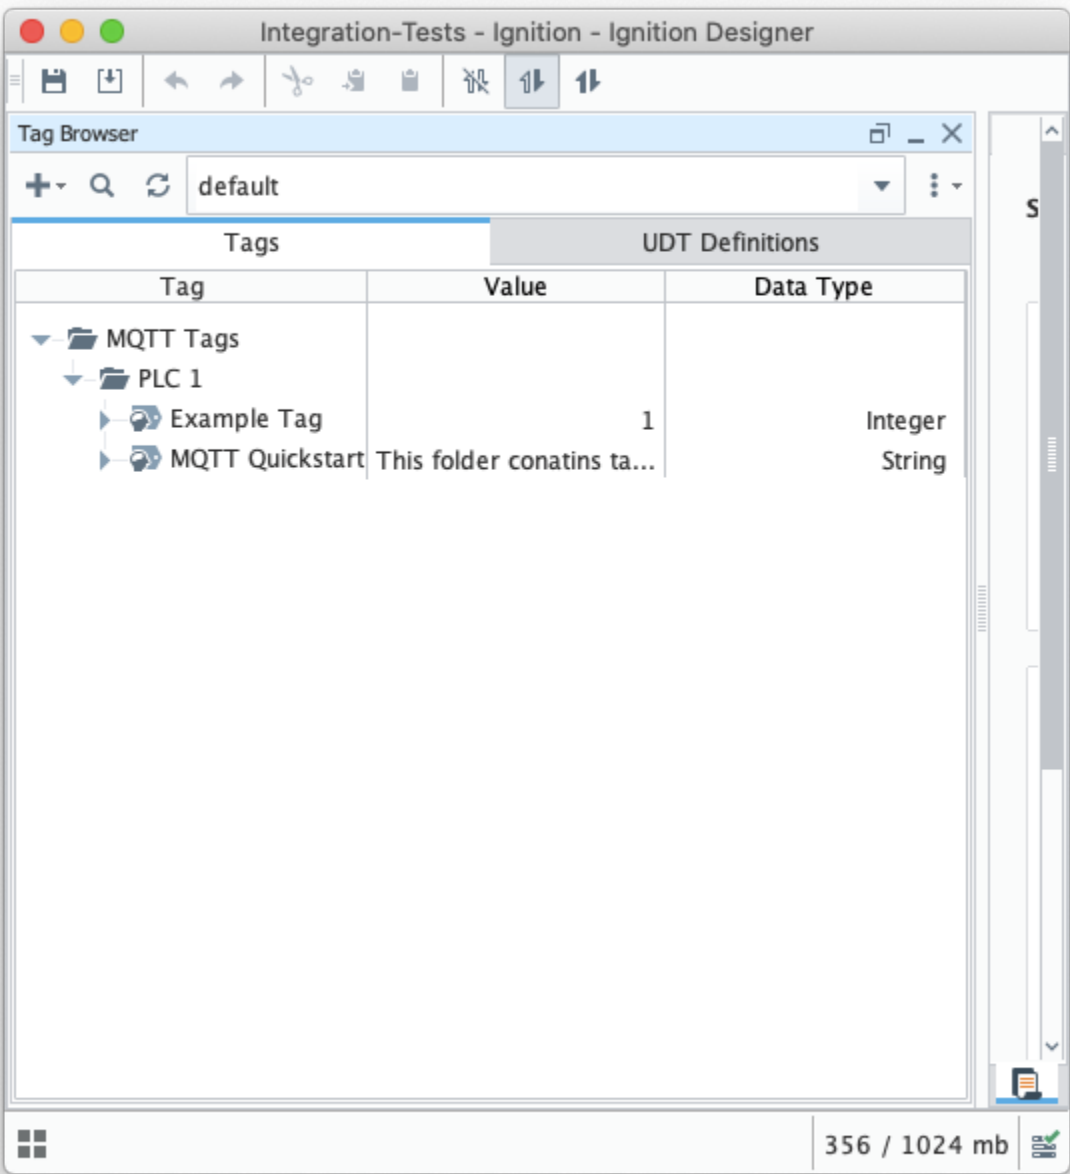 Integration-Tests - Ignition - Ignition Designer
Tag Browser
default
Tags UDT Definitions
Tag Value Data Type
MQTT Tags
PLC 1
Example Tag 1 Integer
MQTT Quickstart This folder conatins ta... String
S
356 / 1024 mb